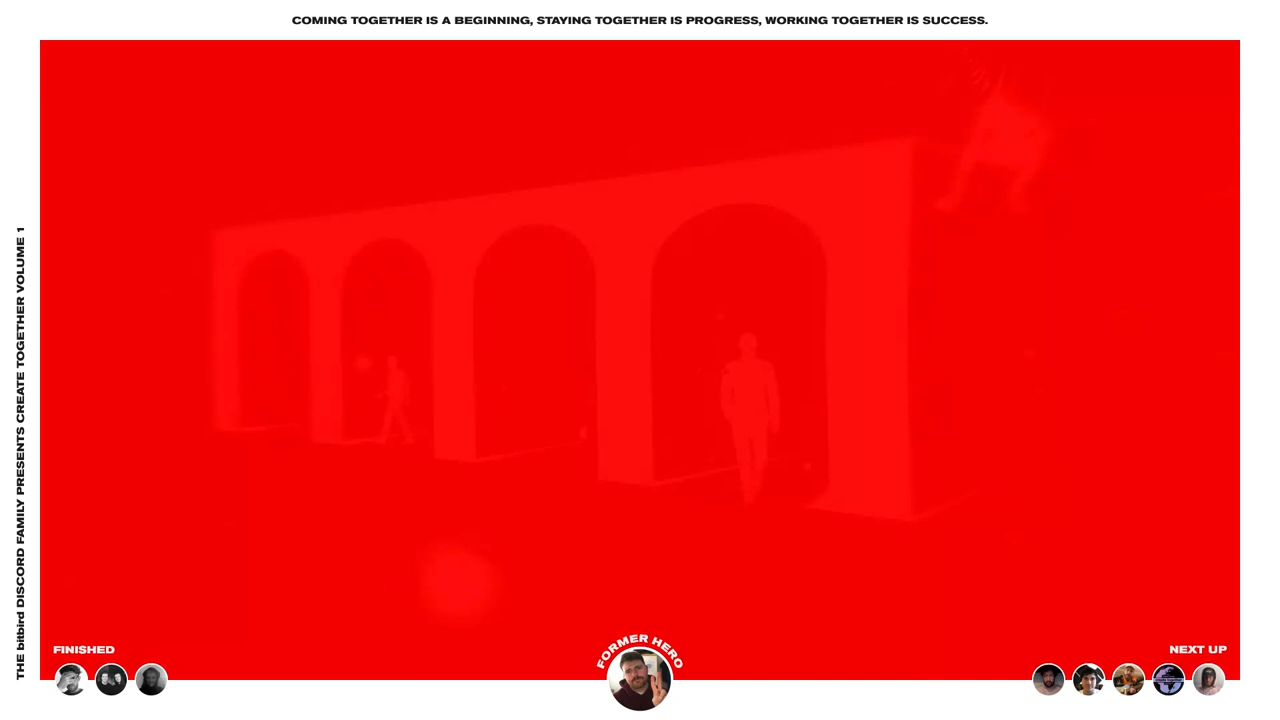 COMING TOGETHER IS A BEGINNING, STAYING TOGETHER IS PROGRESS, WORKING TOGETHER IS SUCCESS.
THE bitbird DISCORD FAMILY PRESENTS CREATE TOGETHER VOLUME 1
FINISHED
FORMER HERO
NEXT UP